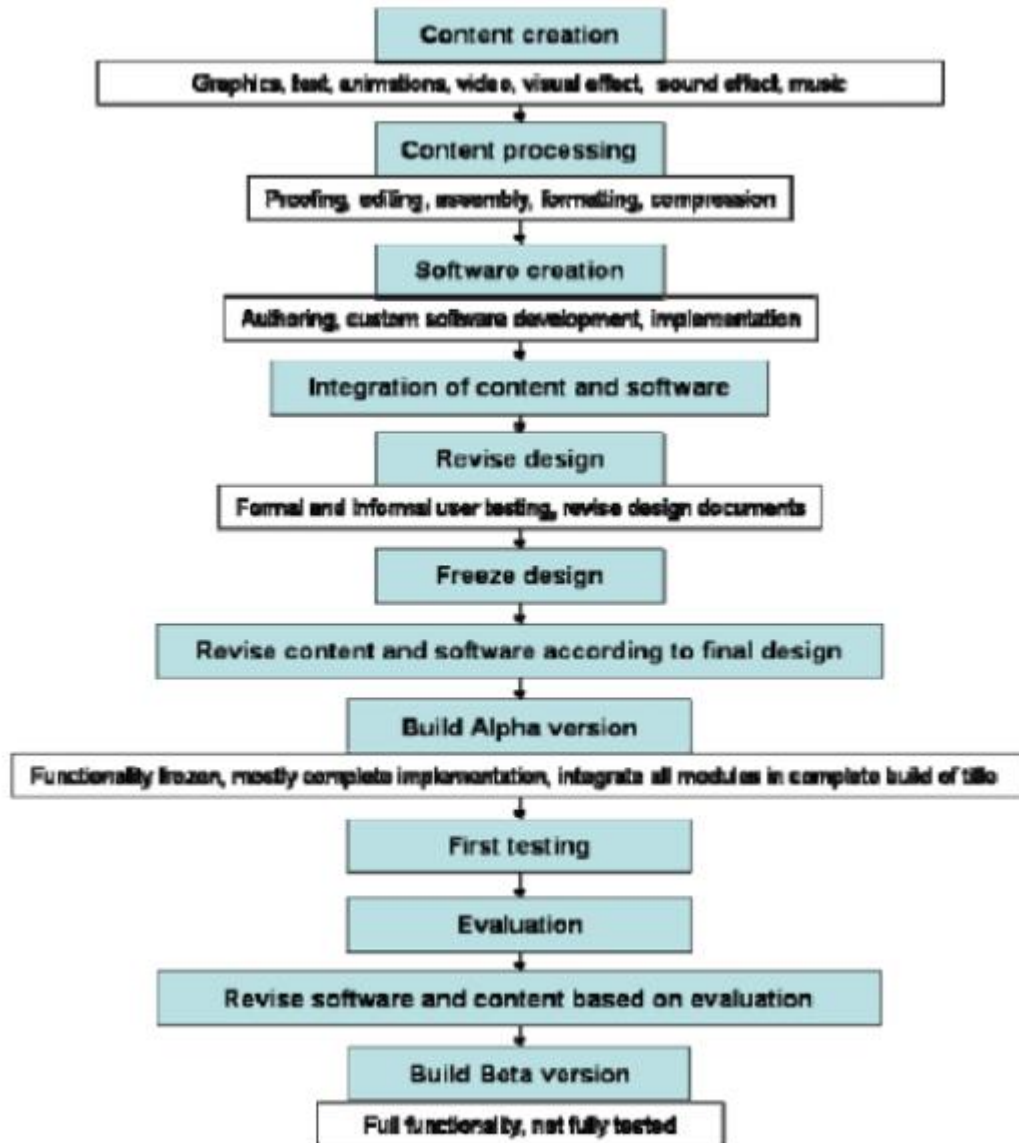 Content creation
Graphics, text, animations, video, visual effect, sound effect, music
Content processing
Proofing, editing, assembly, formatting, compression
Software creation
Authoring, custom software development, implementation
Integration of content and software
Revise design
Formal and informal user testing, revise design documents
Freeze design
Revise content and software according to final design
Build Alpha version
Functionality frozen, mostly complete implementation, integrate all modules in complete build of title
First testing
Evaluation
Revise software and content based on evaluation
Build Beta version
Full functionality, not fully tested